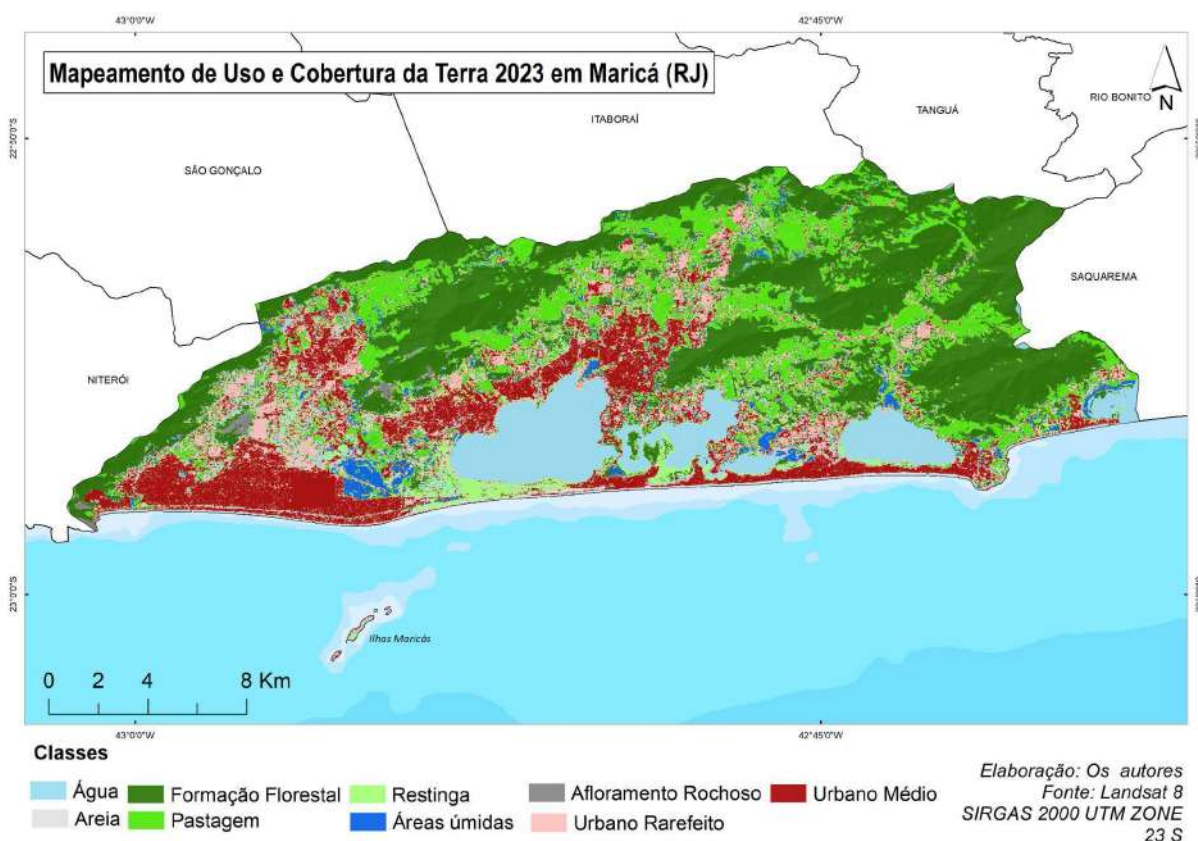 43°0'0"W
42°45'0"W
Mapeamento de Uso e Cobertura da Terra 2023 em Maricá (RJ)
N
RIO BONITO
TANGUÁ
ITABORAÍ
SÃO GONÇALO
SAQUAREMA
NITERÓI
23°0'0"S
Ilhas Maricás
0 2 4 8 Km
43°0'0"W
42°45'0"W
Classes
Água
Formação Florestal
Restinga
Afloramento Rochoso
Urbano Médio
Areia
Pastagem
Áreas úmidas
Urbano Rarefeito
Elaboração: Os autores
Fonte: Landsat 8
SIRGAS 2000 UTM ZONE
23 S